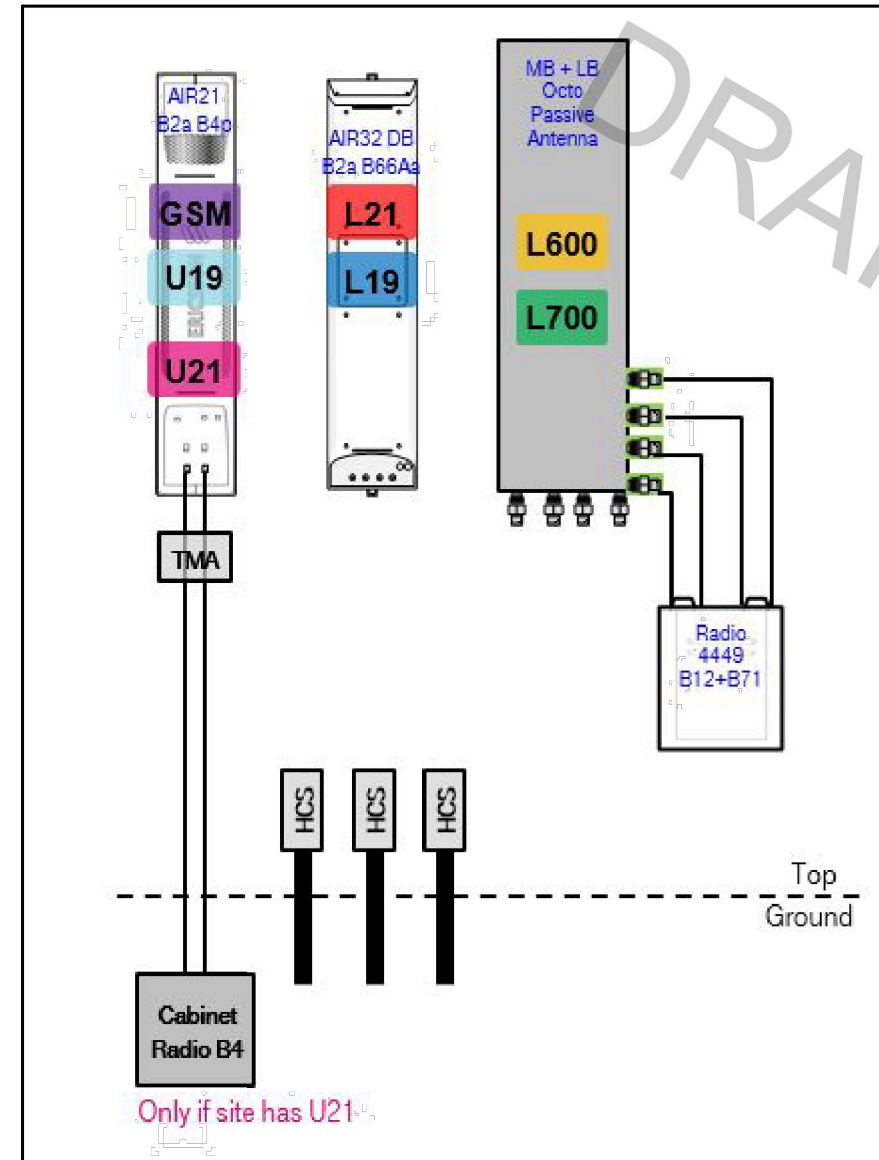 AIR21
B2a B4p
GSM
U19
ERIC
U21
TMA
AIR32 DB
B2a B66Aa
L21
L19
MB + LB
Octo
Passive
Antenna
L600
L700
DRA
Radio
4449
B12+B71
HCS
HCS
HCS
Top
Ground
Cabinet
Radio B4
Only if site has U21